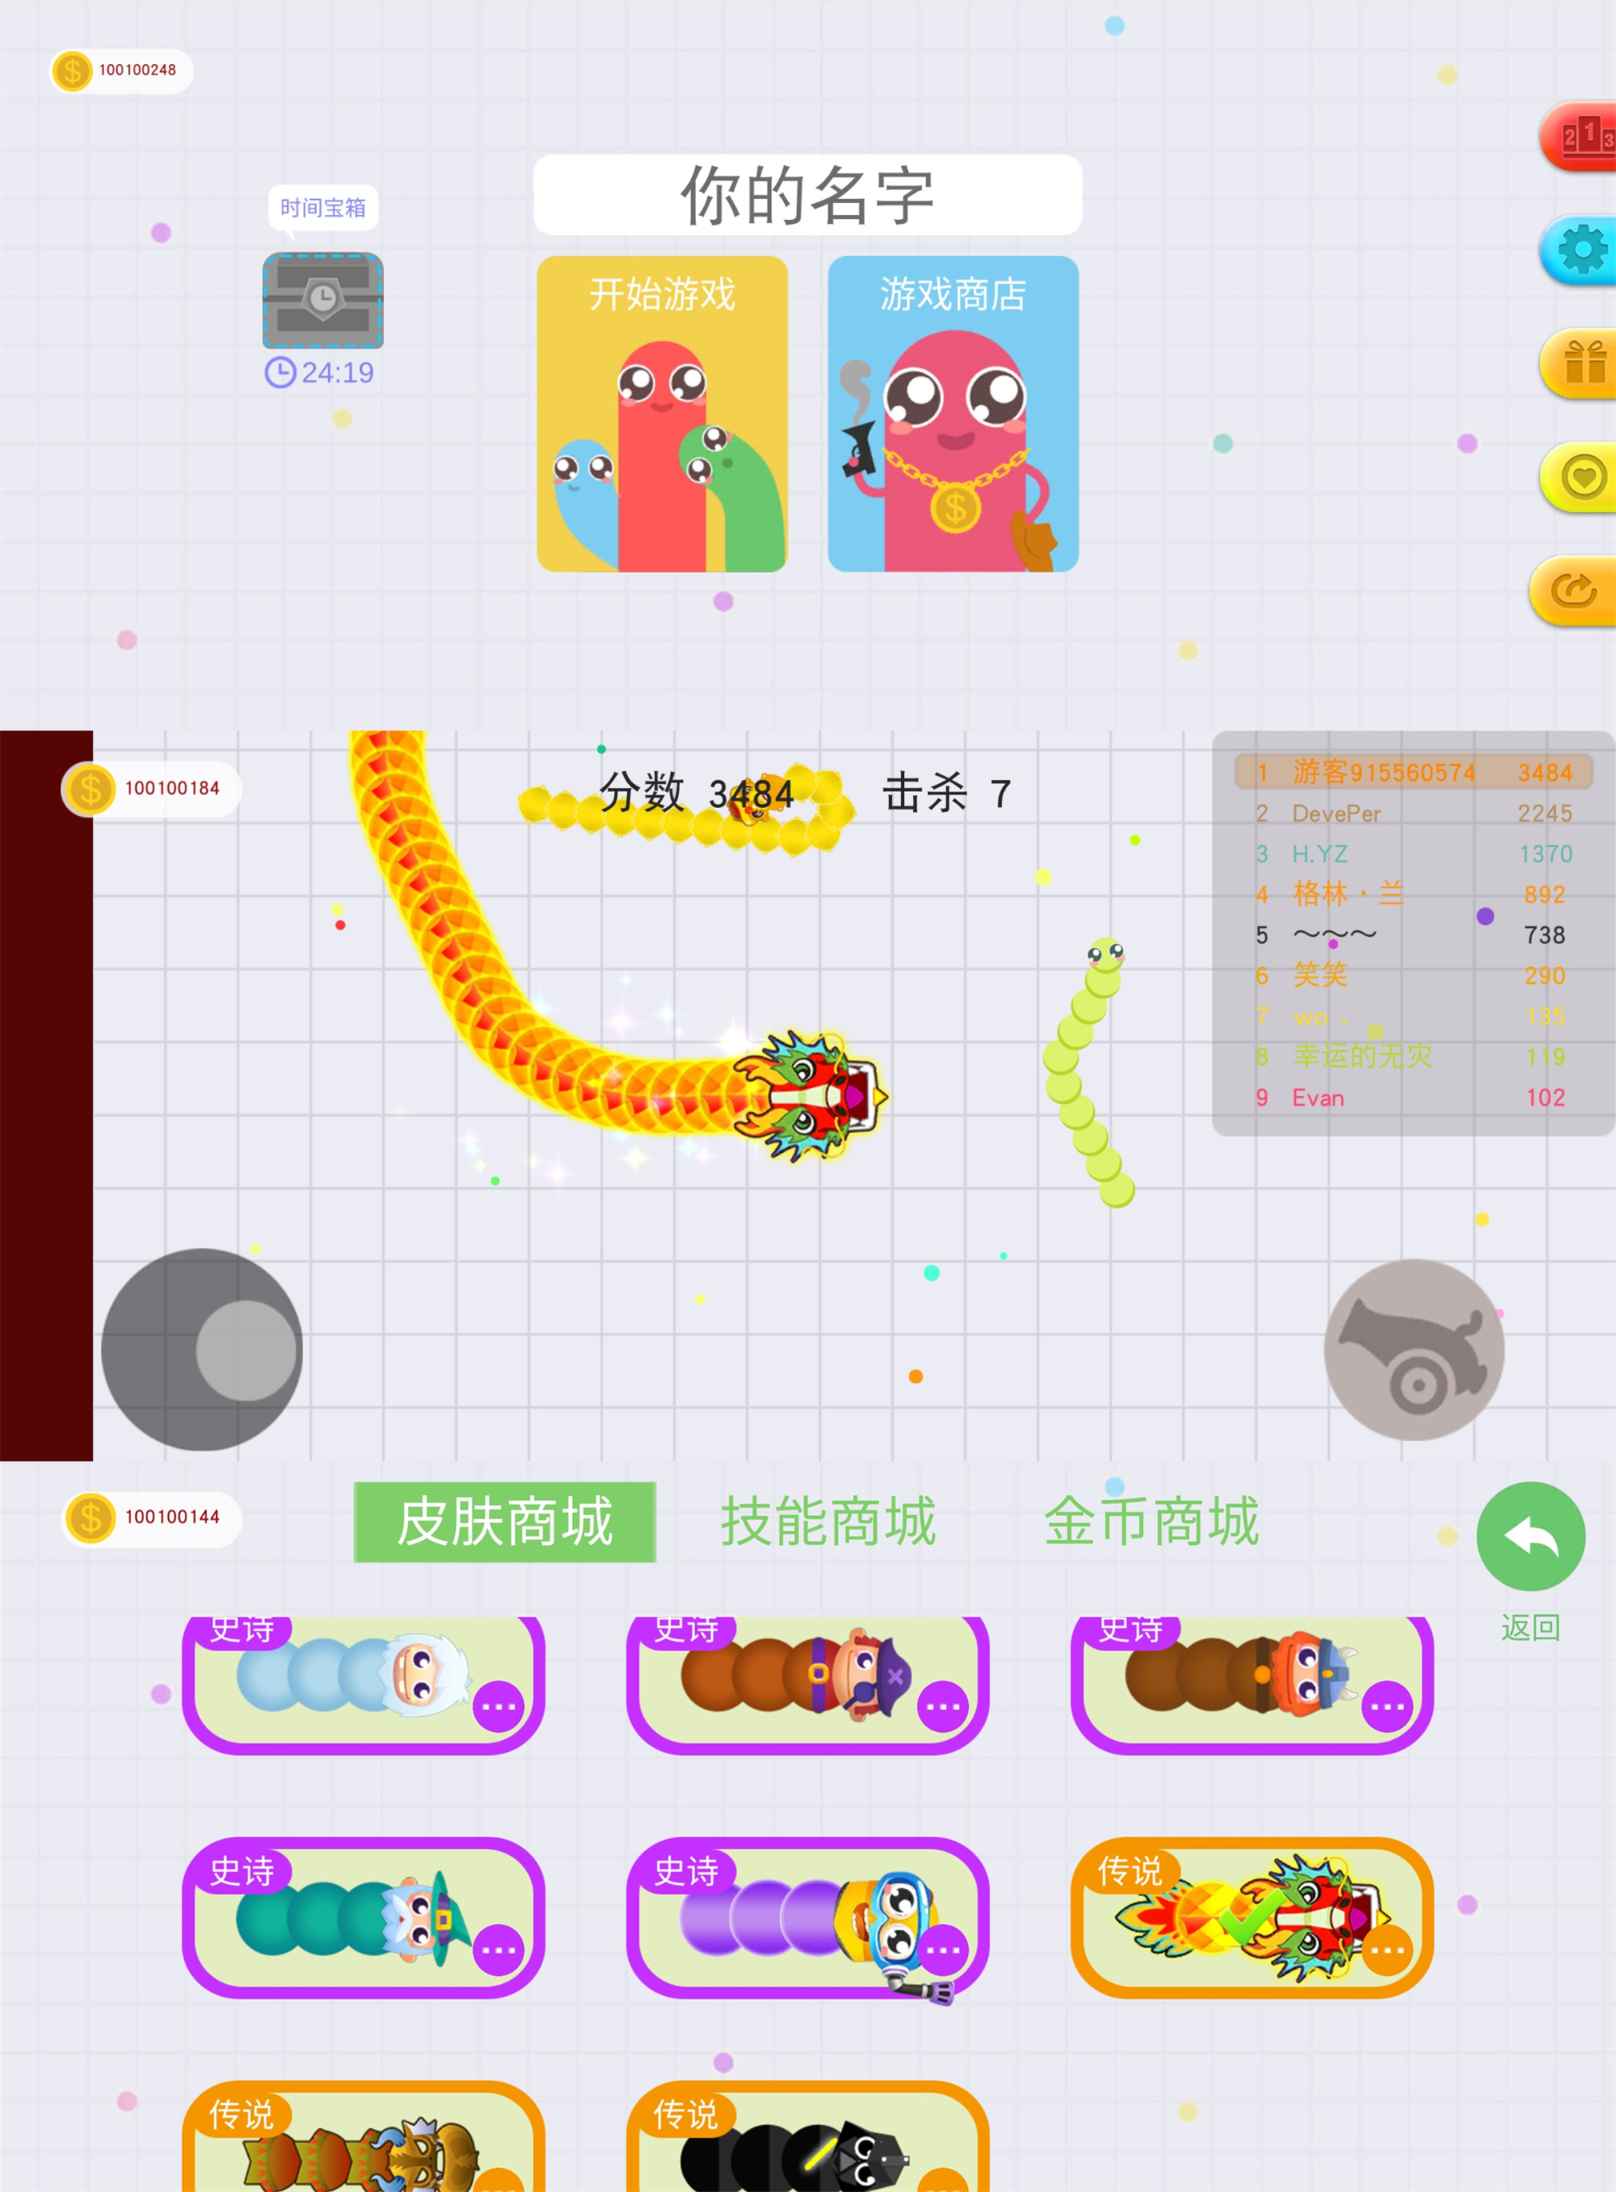 100100248
你的名字
时间宝箱
24:19
开始游戏
游戏商店
100100184
分数 3484
击杀 7
1 游客915560574 3484
2 DevePer 2245
3 H.YZ 1370
4 格林·兰 892
5 ～～～ 738
6 笑笑 290
7 wo . 135
8 幸运的无灾 119
9 Evan 102
100100144
皮肤商城
技能商城
金币商城
返回
史诗
史诗
史诗
史诗
史诗
传说
传说
传说